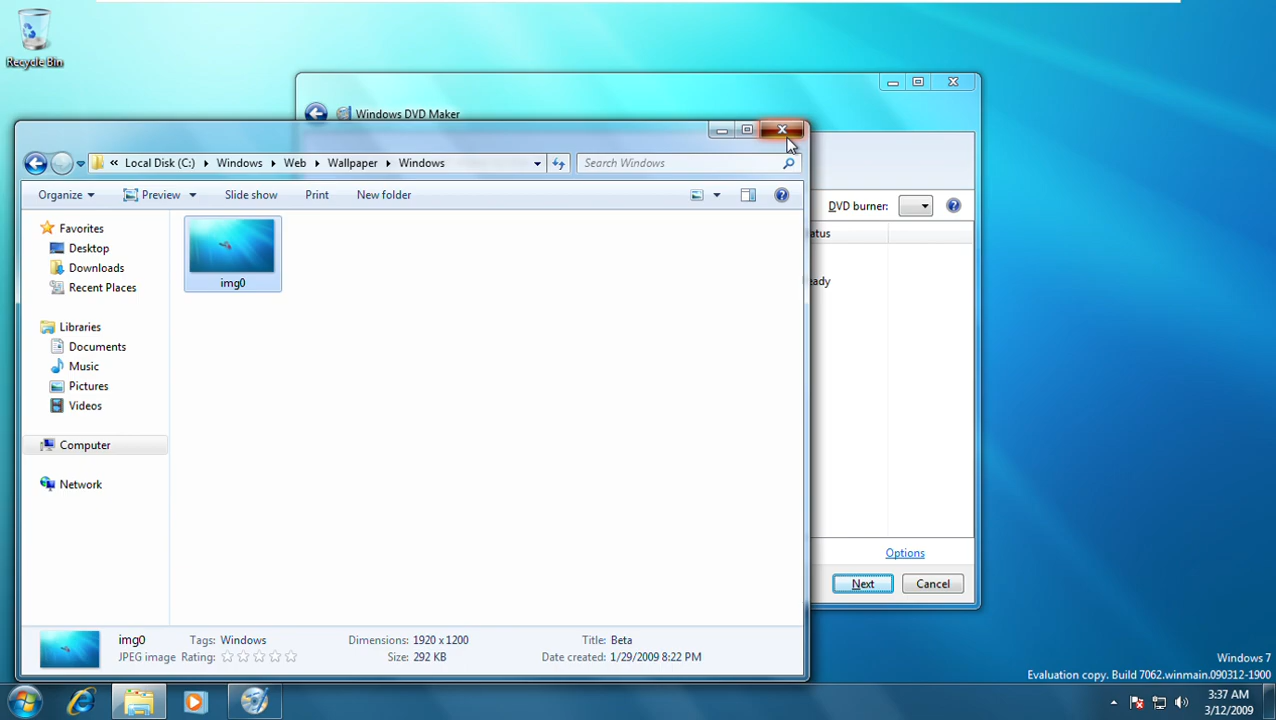 Recycle Bin
Windows DVD Maker
« Local Disk (C:) Windows Web Wallpaper Windows
Search Windows
Organize Preview Slide show Print New folder
DVD burner:
atus
eady
Favorites
Desktop
Downloads
Recent Places
Libraries
Documents
Music
Pictures
Videos
Computer
Network
img0
Options
Next Cancel
img0 Tags: Windows Dimensions: 1920 x 1200 Title: Beta
JPEG image Rating: Size: 292 KB Date created: 1/29/2009 8:22 PM
Windows 7
Evaluation copy. Build 7062.winmain.090312-1900
3:37 AM
3/12/2009